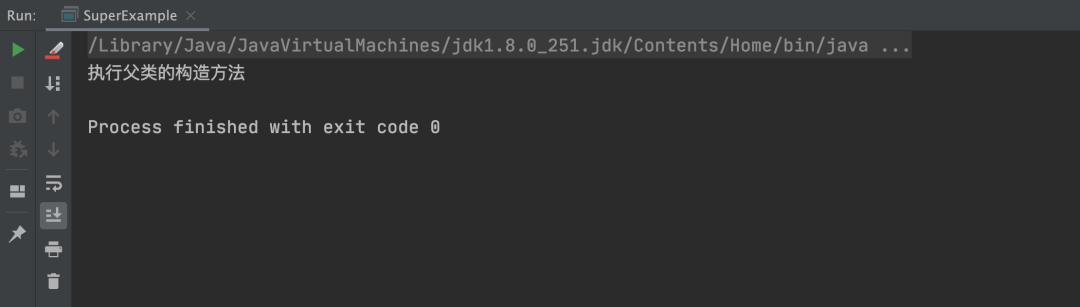 Run: SuperExample
/Library/Java/JavaVirtualMachines/jdk1.8.0_251.jdk/Contents/Home/bin/java ...
执行父类的构造方法
Process finished with exit code 0